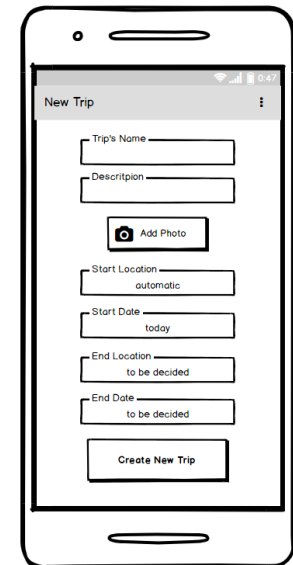 0:47
New Trip
Trip's Name
Descritpion
Add Photo
Start Location
automatic
Start Date
today
End Location
to be decided
End Date
to be decided
Create New Trip